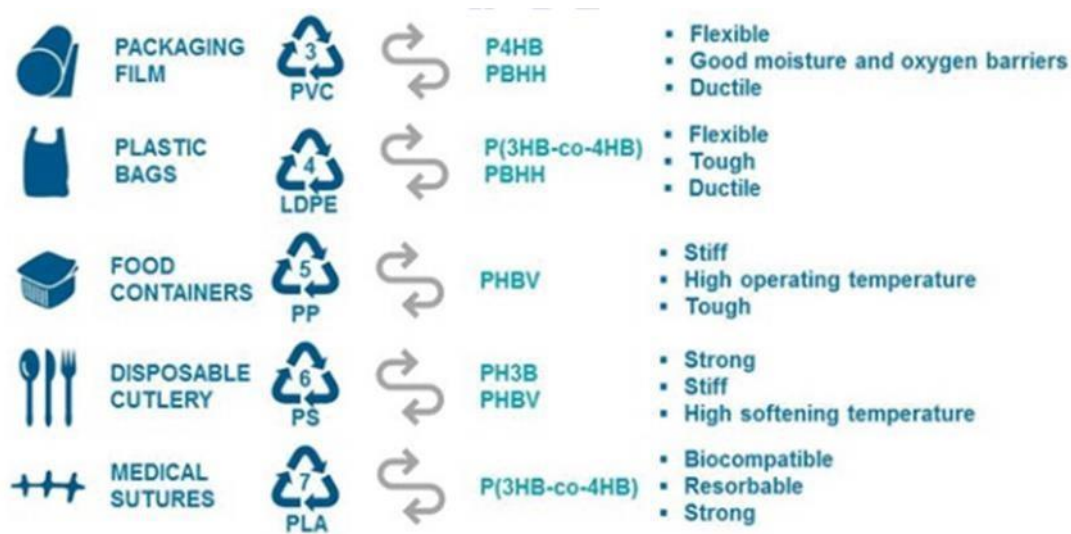 PACKAGING
FILM
3
PVC
P4HB
PBHH
▪ Flexible
▪ Good moisture and oxygen barriers
▪ Ductile
PLASTIC
BAGS
4
LDPE
P(3HB-co-4HB)
PBHH
▪ Flexible
▪ Tough
▪ Ductile
FOOD
CONTAINERS
5
PP
PHBV
▪ Stiff
▪ High operating temperature
▪ Tough
DISPOSABLE
CUTLERY
6
PS
PH3B
PHBV
▪ Strong
▪ Stiff
▪ High softening temperature
MEDICAL
SUTURES
7
PLA
P(3HB-co-4HB)
▪ Biocompatible
▪ Resorbable
▪ Strong